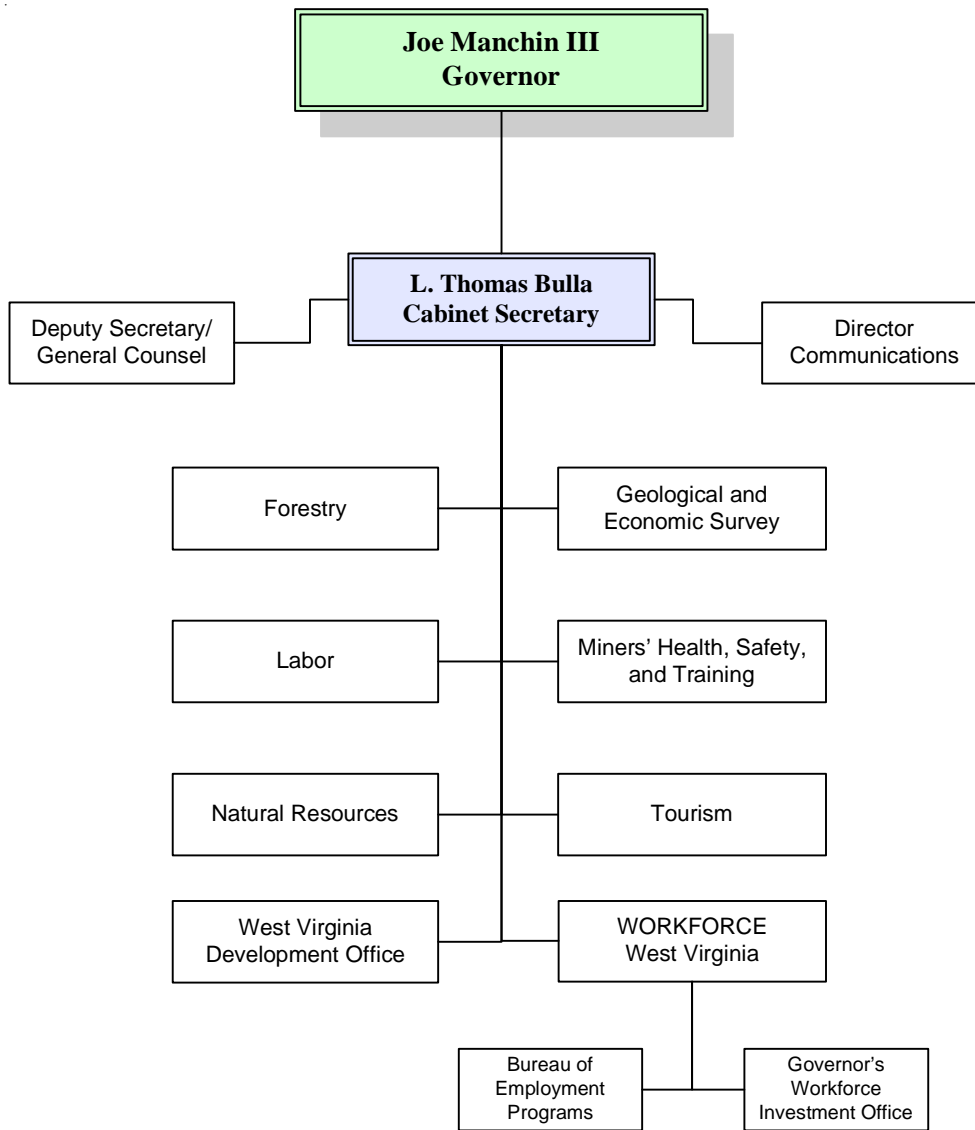 Joe Manchin III
Governor
L. Thomas Bulla
Cabinet Secretary
Deputy Secretary/
General Counsel
Director
Communications
Forestry
Geological and
Economic Survey
Labor
Miners’ Health, Safety,
and Training
Natural Resources
Tourism
West Virginia
Development Office
WORKFORCE
West Virginia
Bureau of
Employment
Programs
Governor’s
Workforce
Investment Office